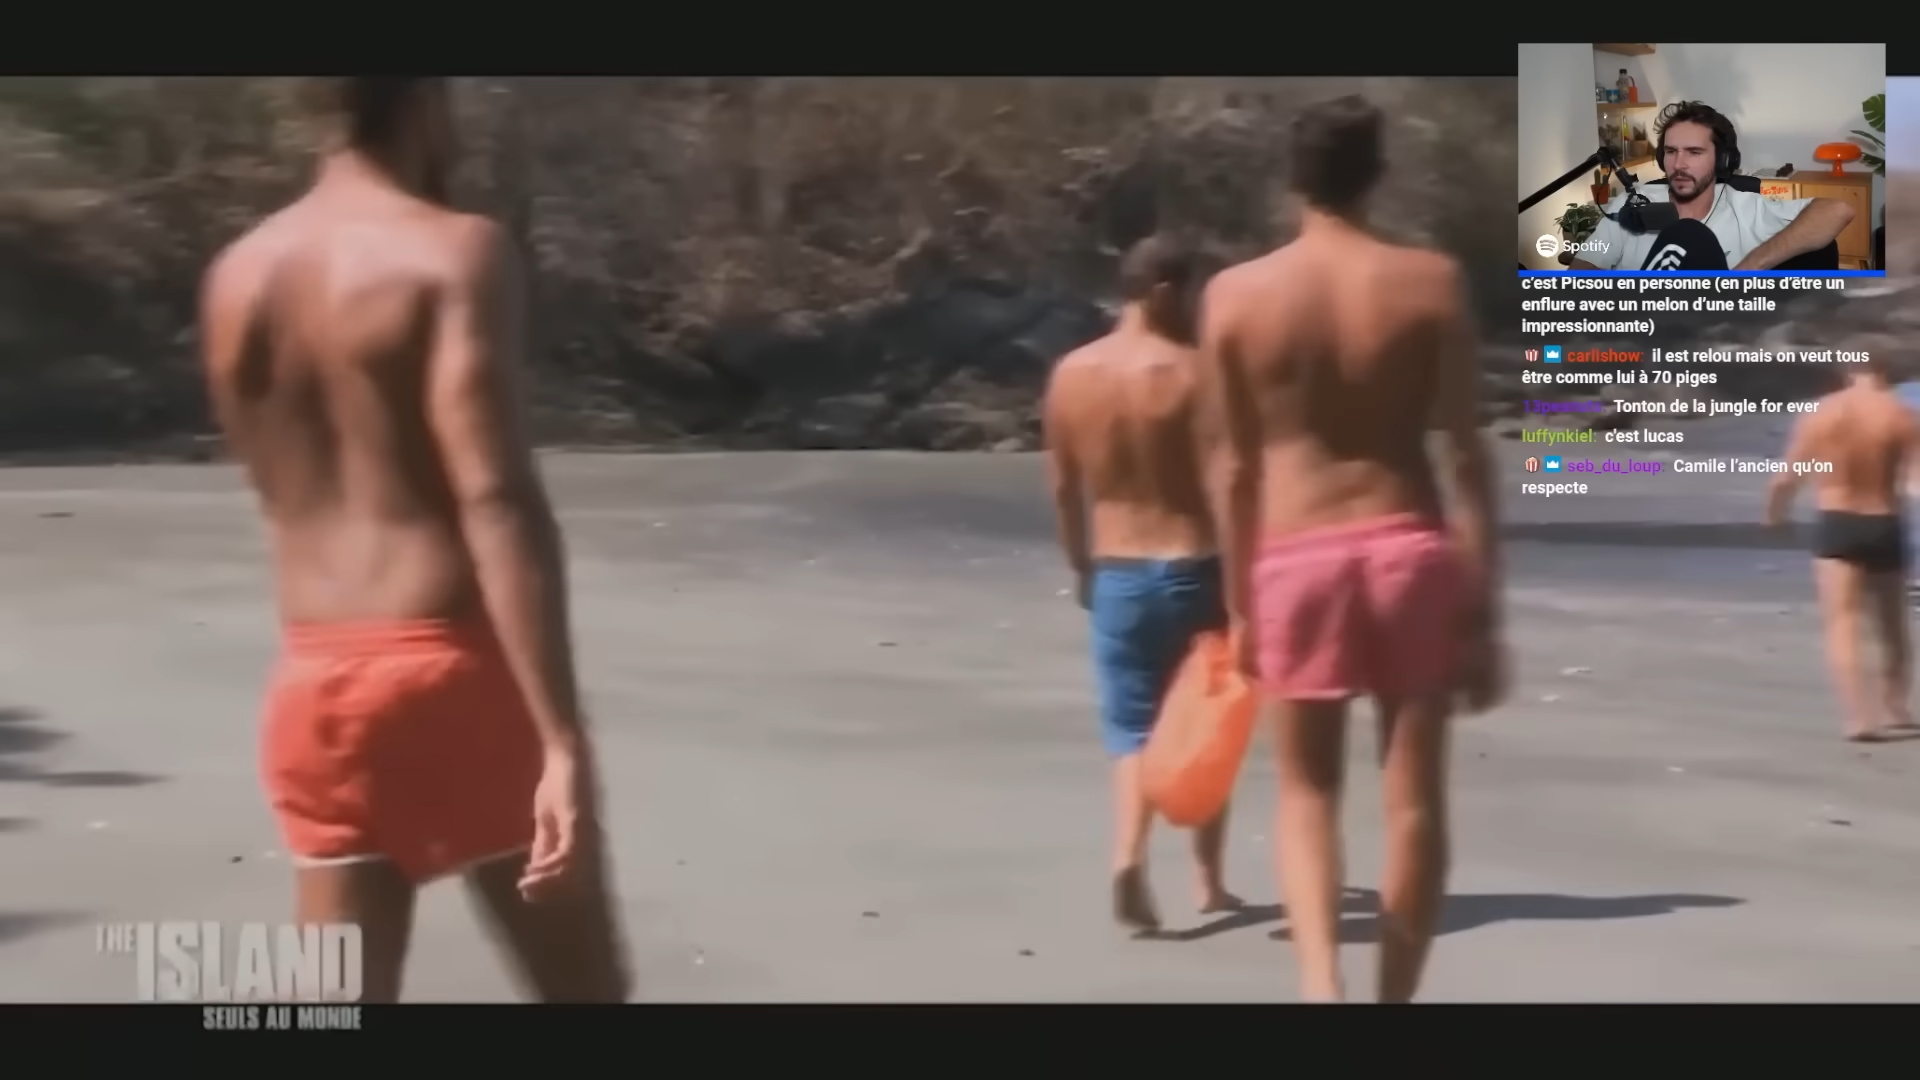 Spotify
c'est Picsou en personne (en plus d'être un
enflure avec un melon d'une taille
impressionnante)
carlishow: il est relou mais on veut tous
être comme lui à 70 piges
Tonton de la jungle for ever
luffynkiel: c'est lucas
seb_du_loup: Camile l'ancien qu'on
respecte
THE ISLAND
SEULS AU MONDE